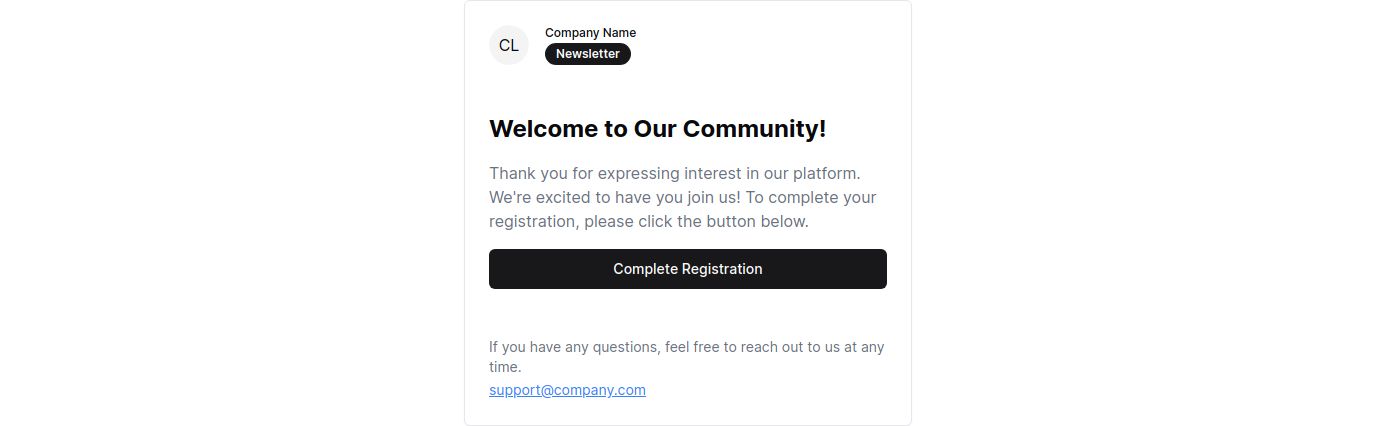 CL
Company Name
Newsletter
Welcome to Our Community!
Thank you for expressing interest in our platform.
We're excited to have you join us! To complete your
registration, please click the button below.
Complete Registration
If you have any questions, feel free to reach out to us at any
time.
support@company.com